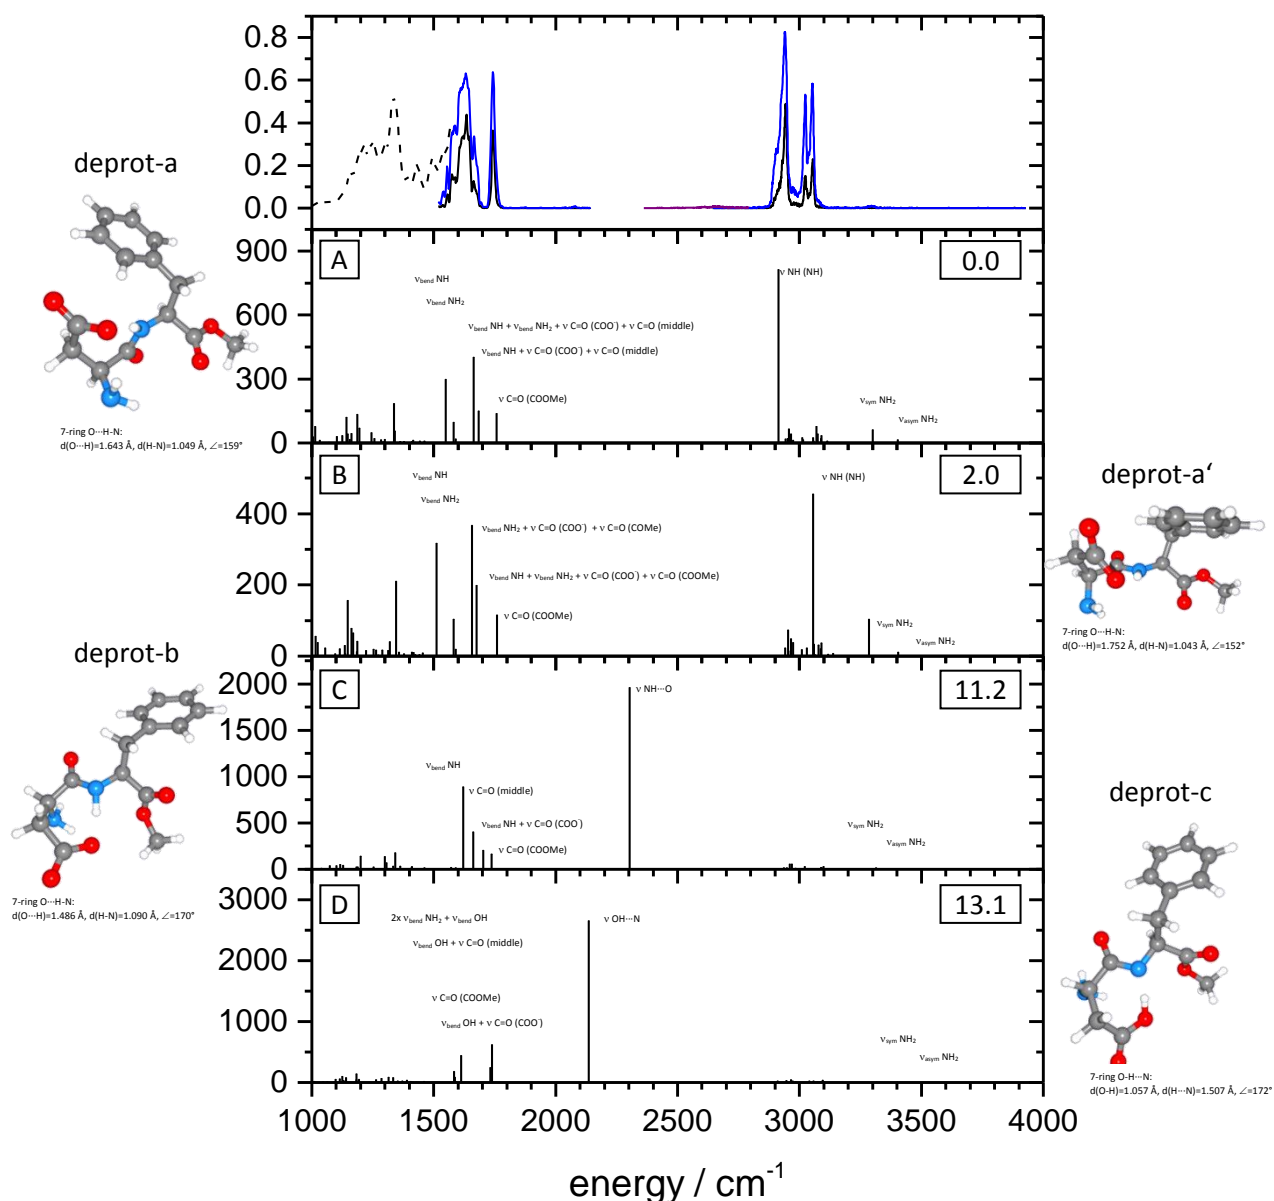 0.8
0.6
0.4
0.2
0.0
deprot-a
7-ring O···H-N:
d(O···H)=1.643 Å, d(H-N)=1.049 Å, ∠=159°
900
600
300
0
A
0.0
νbend NH
νbend NH₂
νbend NH + νbend NH₂ + ν C=O (COO⁻) + ν C=O (middle)
νbend NH + ν C=O (COO⁻) + ν C=O (middle)
ν C=O (COOMe)
ν NH (NH)
νsym NH₂
νasym NH₂
400
200
0
B
2.0
νbend NH
νbend NH₂
νbend NH₂ + ν C=O (COO⁻) + ν C=O (COMe)
νbend NH + νbend NH₂ + ν C=O (COO⁻) + ν C=O (COOMe)
ν C=O (COOMe)
ν NH (NH)
νsym NH₂
νasym NH₂
deprot-a‘
7-ring O···H-N:
d(O···H)=1.752 Å, d(H-N)=1.043 Å, ∠=152°
deprot-b
7-ring O···H-N:
d(O···H)=1.486 Å, d(H-N)=1.090 Å, ∠=170°
2000
1500
1000
500
0
C
11.2
ν NH···O
νbend NH
ν C=O (middle)
νbend NH + ν C=O (COO⁻)
ν C=O (COOMe)
νsym NH₂
νasym NH₂
deprot-c
7-ring O-H···N:
d(O-H)=1.057 Å, d(H···N)=1.507 Å, ∠=172°
3000
2000
1000
0
D
13.1
2x νbend NH₂ + νbend OH
νbend OH + ν C=O (middle)
ν C=O (COOMe)
νbend OH + ν C=O (COO⁻)
ν OH···N
νsym NH₂
νasym NH₂
1000 1500 2000 2500 3000 3500 4000
energy / cm⁻¹